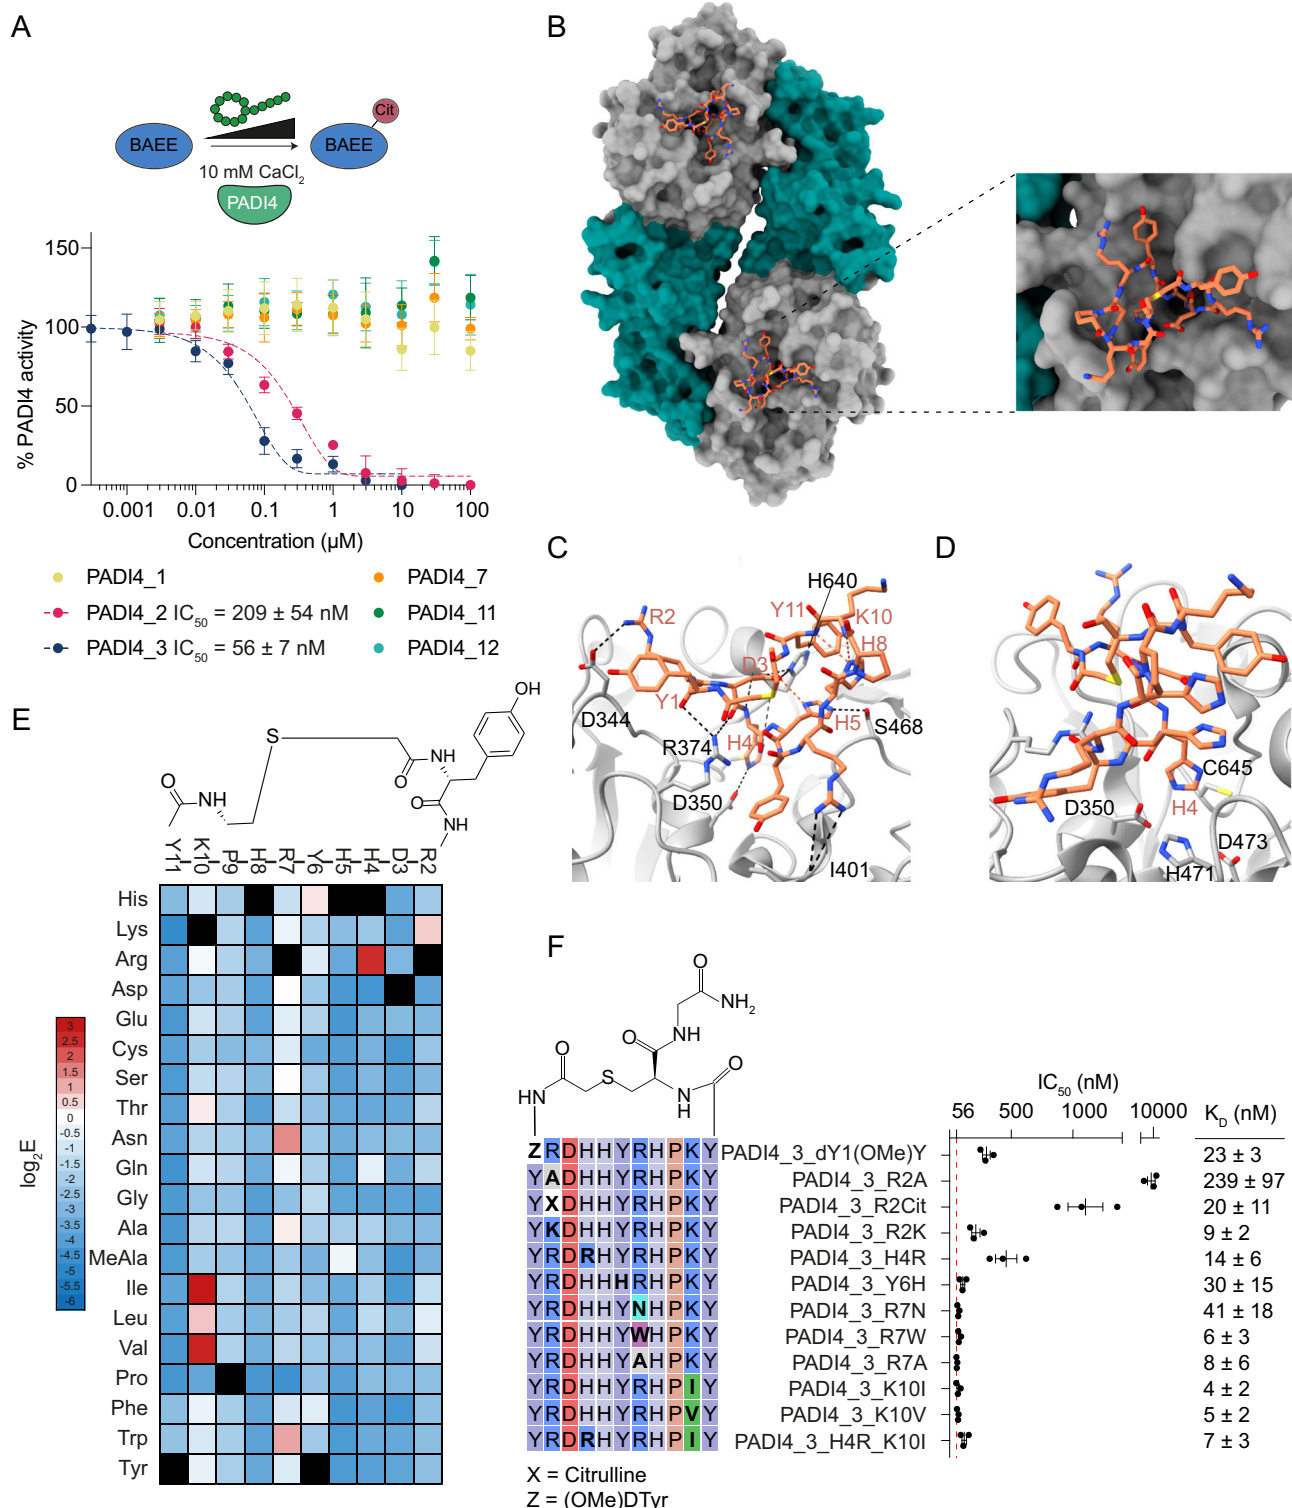 A
BAEE
Cit
BAEE
10 mM CaCl2
PADI4
150
100
50
0
% PADI4 activity
0.001 0.01 0.1 1 10 100
Concentration (µM)
PADI4_1
PADI4_2 IC50 = 209 ± 54 nM
PADI4_3 IC50 = 56 ± 7 nM
PADI4_7
PADI4_11
PADI4_12
B
C
H640
Y11
K10
R2
H8
D3
Y1
D344
H5
S468
R374
H4
D350
I401
D
C645
D350
H4
D473
H471
E
OH
S
O
O
NH
NH
O
NH
Y11 K10 P9 H8 R7 Y6 H5 H4 D3 R2
His
Lys
Arg
Asp
Glu
Cys
Ser
Thr
Asn
Gln
Gly
Ala
MeAla
Ile
Leu
Val
Pro
Phe
Trp
Tyr
log2E
3
2.5
2
1.5
1
0.5
0
-0.5
-1
-1.5
-2
-2.5
-3
-3.5
-4
-4.5
-5
-5.5
-6
F
O
NH2
O
NH
O
S
O
HN
N
H
IC50 (nM)
56 500 1000 10000
KD (nM)
ZRDHHYRHPKY PADI4_3_dY1(OMe)Y 23 ± 3
YADHHYRHPKY PADI4_3_R2A 239 ± 97
YXDHHYRHPKY PADI4_3_R2Cit 20 ± 11
YKDHHYRHPKY PADI4_3_R2K 9 ± 2
YRDRHYRHPKY PADI4_3_H4R 14 ± 6
YRDHHHRHPKY PADI4_3_Y6H 30 ± 15
YRDHHYNHPKY PADI4_3_R7N 41 ± 18
YRDHHYWHPKY PADI4_3_R7W 6 ± 3
YRDHHYAHPKY PADI4_3_R7A 8 ± 6
YRDHHYRHPIY PADI4_3_K10I 4 ± 2
YRDHHYRHPVY PADI4_3_K10V 5 ± 2
YRDRHYRHPIY PADI4_3_H4R_K10I 7 ± 3
X = Citrulline
Z = (OMe)DTyr